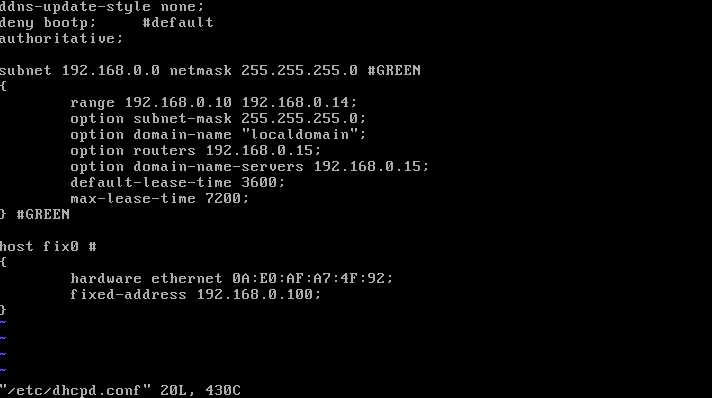 ddns-update-style none;
deny bootp;     #default
authoritative;
subnet 192.168.0.0 netmask 255.255.255.0 #GREEN
{
range 192.168.0.10 192.168.0.14;
option subnet-mask 255.255.255.0;
option domain-name "localdomain";
option routers 192.168.0.15;
option domain-name-servers 192.168.0.15;
default-lease-time 3600;
max-lease-time 7200;
} #GREEN
host fix0 #
{
hardware ethernet 0A:E0:AF:A7:4F:92;
fixed-address 192.168.0.100;
}
~
~
~
~
"/etc/dhcpd.conf" 20L, 430C